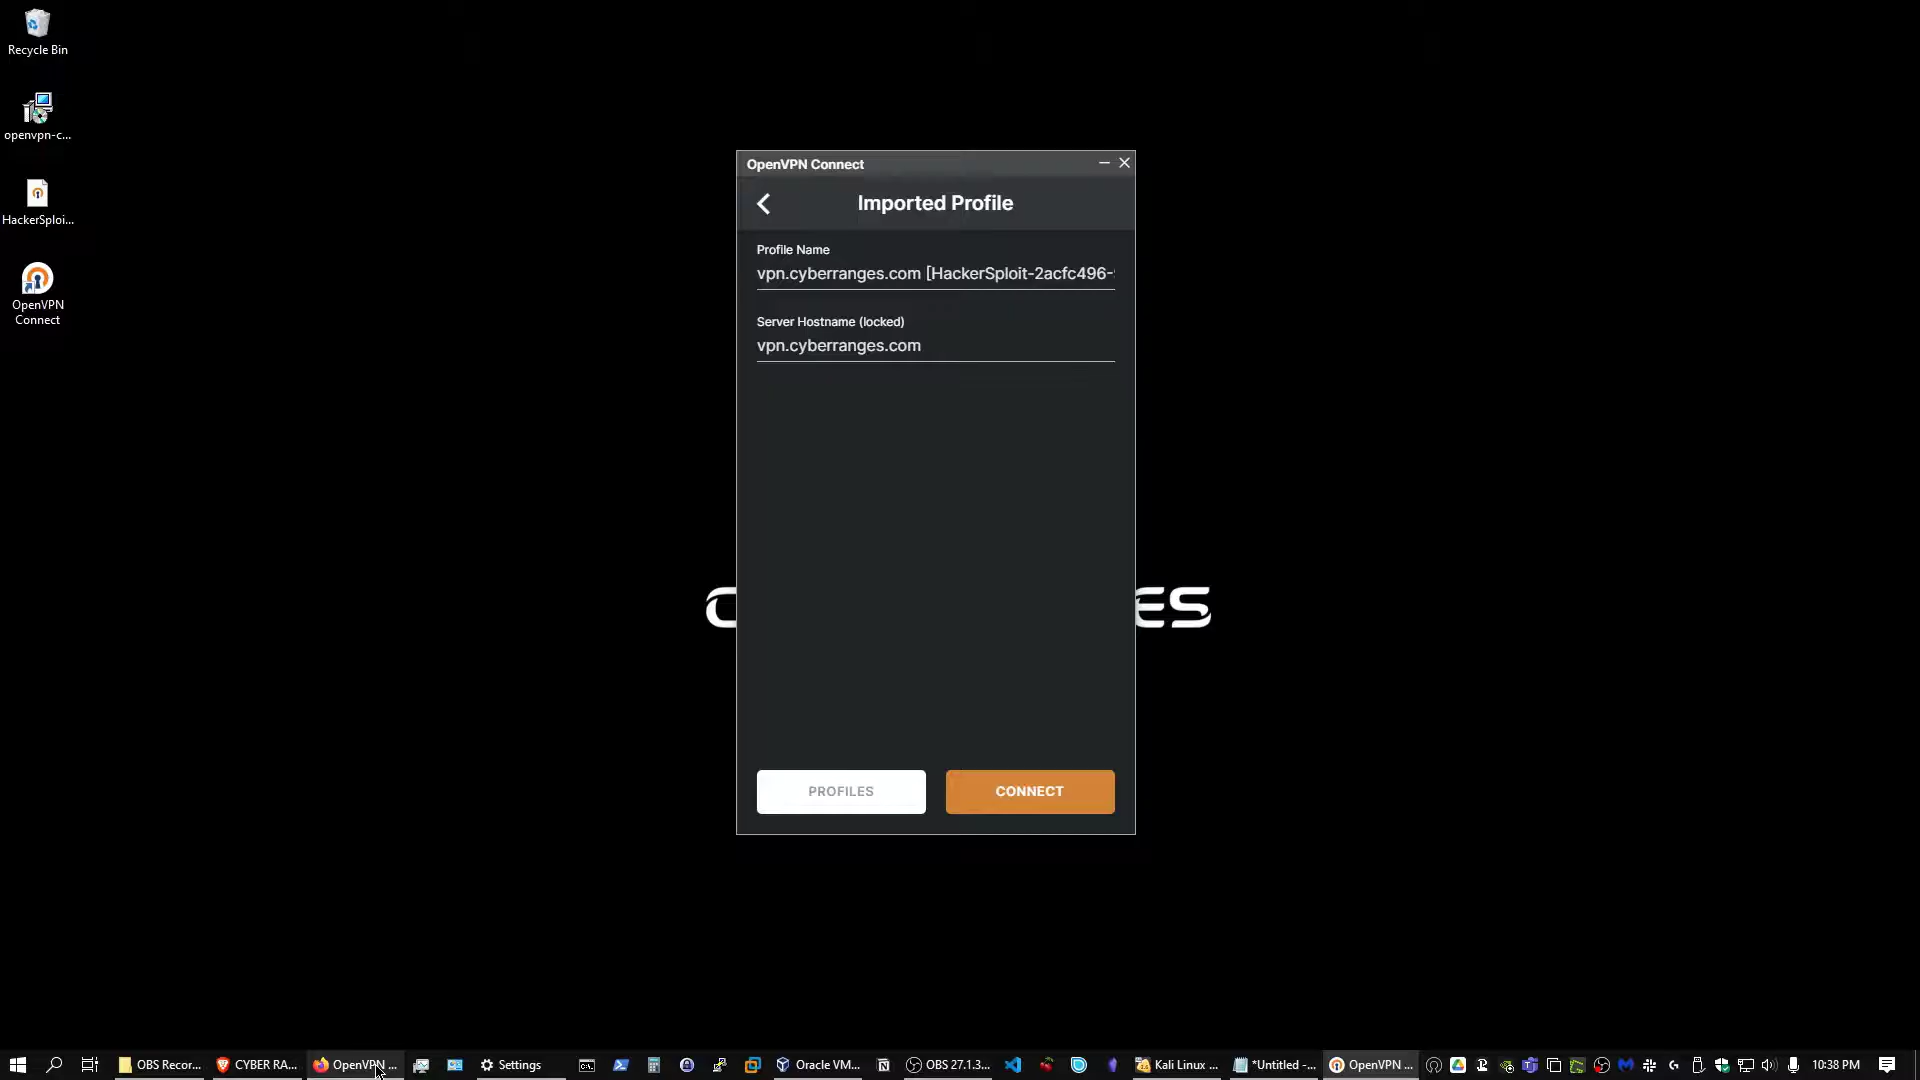 Recycle Bin
openvpn-c...
HackerSploi...
OpenVPN
Connect
OpenVPN Connect
Imported Profile
Profile Name
vpn.cyberranges.com [HackerSploit-2acfc496-
Server Hostname (locked)
vpn.cyberranges.com
PROFILES
CONNECT
ES
OBS Recor...
CYBER RA...
OpenVPN ...
Settings
Oracle VM...
OBS 27.1.3...
Kali Linux ...
*Untitled -...
OpenVPN ...
10:38 PM